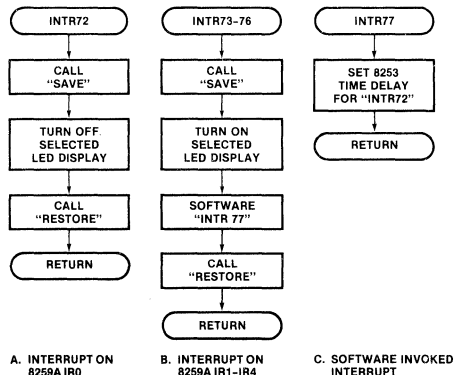 INTR72
CALL
"SAVE"
TURN OFF
SELECTED
LED DISPLAY
CALL
"RESTORE"
RETURN
A. INTERRUPT ON
8259A IR0
INTR73-76
CALL
"SAVE"
TURN ON
SELECTED
LED DISPLAY
SOFTWARE
"INTR 77"
CALL
"RESTORE"
RETURN
B. INTERRUPT ON
8259A IR1-IR4
INTR77
SET 8253
TIME DELAY
FOR "INTR72"
RETURN
C. SOFTWARE INVOKED
INTERRUPT